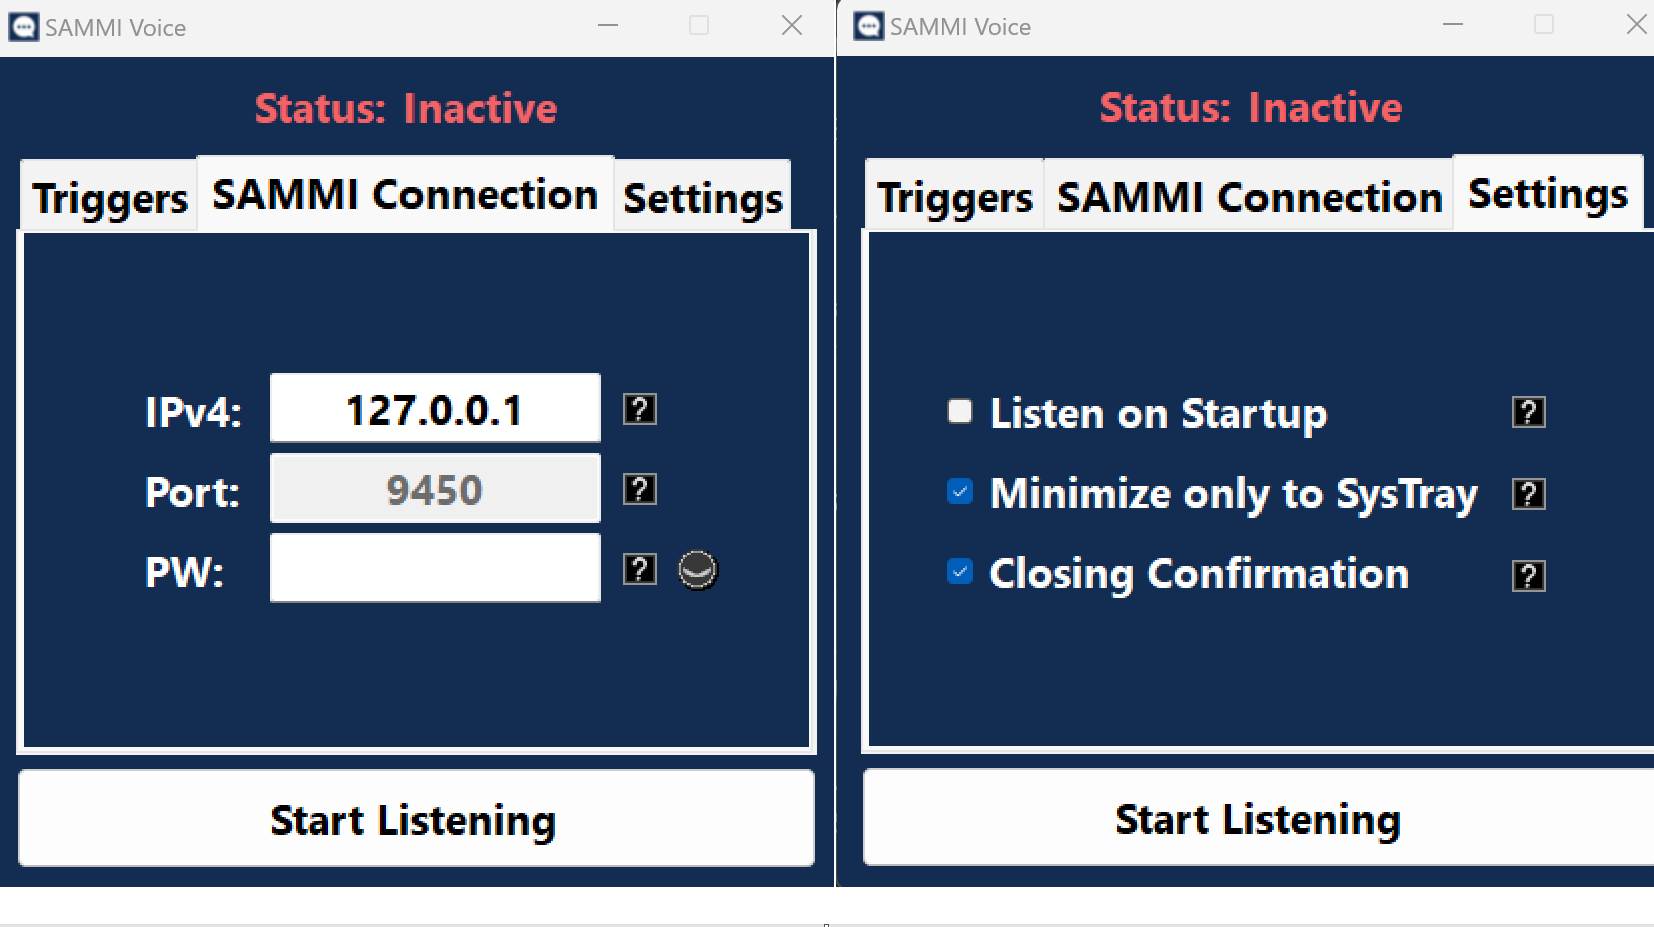 SAMMI Voice
Status: Inactive
Triggers SAMMI Connection Settings
IPv4: 127.0.0.1 ?
Port: 9450 ?
PW: ?
Start Listening
SAMMI Voice
Status: Inactive
Triggers SAMMI Connection Settings
Listen on Startup ?
Minimize only to SysTray ?
Closing Confirmation ?
Start Listening